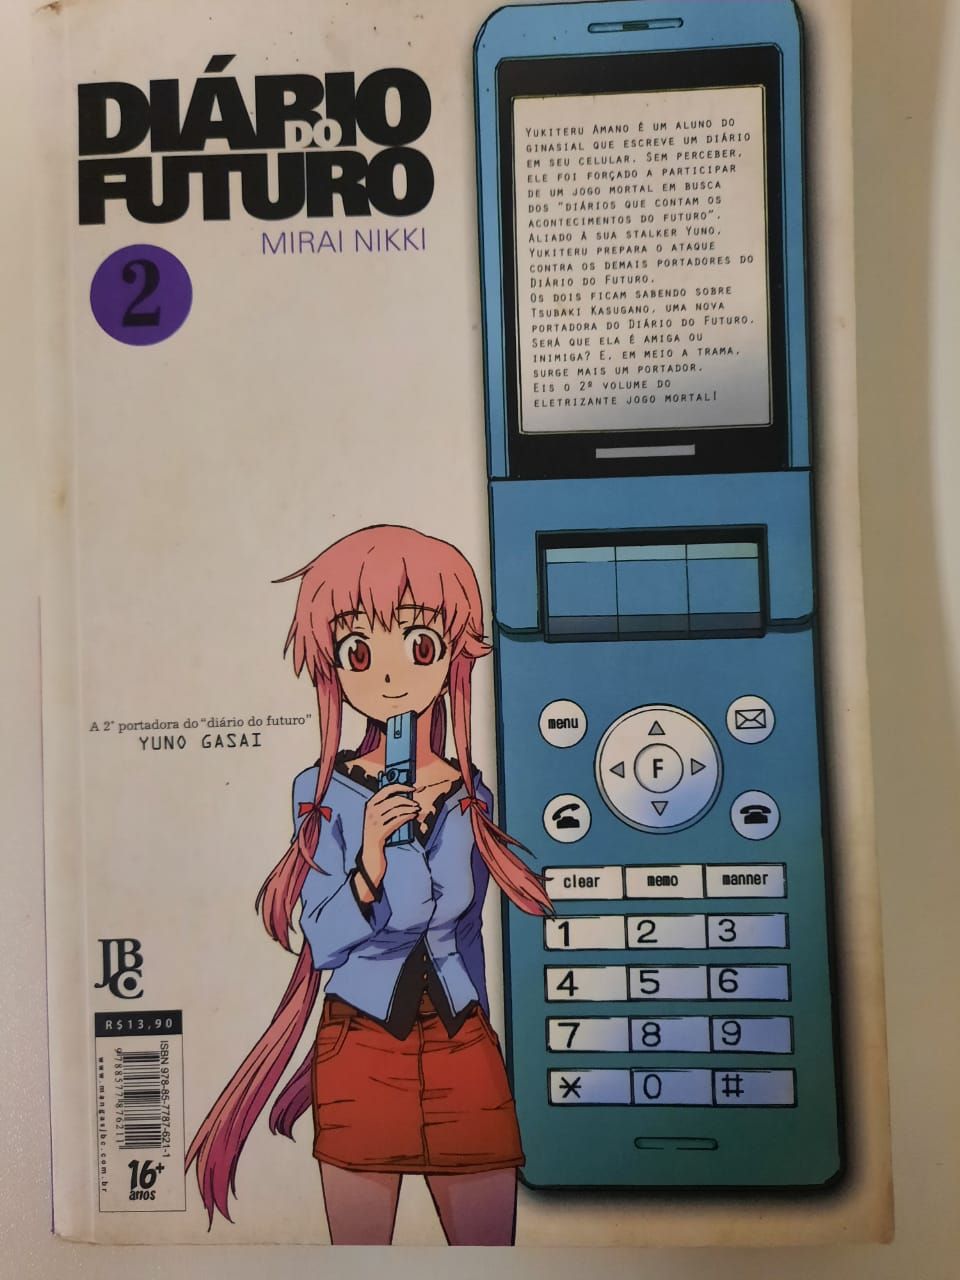 DIÁRIO
DO
FUTURO
MIRAI NIKKI
2
YUKITERU AMANO É UM ALUNO DO
GINASIAL QUE ESCREVE UM DIÁRIO
EM SEU CELULAR. SEM PERCEBER,
ELE FOI FORÇADO A PARTICIPAR
DE UM JOGO MORTAL EM BUSCA
DOS "DIÁRIOS QUE CONTAM OS
ACONTECIMENTOS DO FUTURO".
ALIADO À SUA STALKER YUNO,
YUKITERU PREPARA O ATAQUE
CONTRA OS DEMAIS PORTADORES DO
DIÁRIO DO FUTURO.
OS DOIS FICAM SABENDO SOBRE
TSUBAKI KASUGANO, UMA NOVA
PORTADORA DO DIÁRIO DO FUTURO.
SERÁ QUE ELA É AMIGA OU
INIMIGA? E, EM MEIO A TRAMA,
SURGE MAIS UM PORTADOR.
EIS O 2º VOLUME DO
ELETRIZANTE JOGO MORTAL!
A 2ª portadora do "diário do futuro"
YUNO GASAI
menu
F
clear memo manner
1 2 3
4 5 6
7 8 9
* 0 #
JBC
R$13,90
ISBN 978-85-7787-621-1
9788577876211
www.mangasjbc.com.br
16+
anos